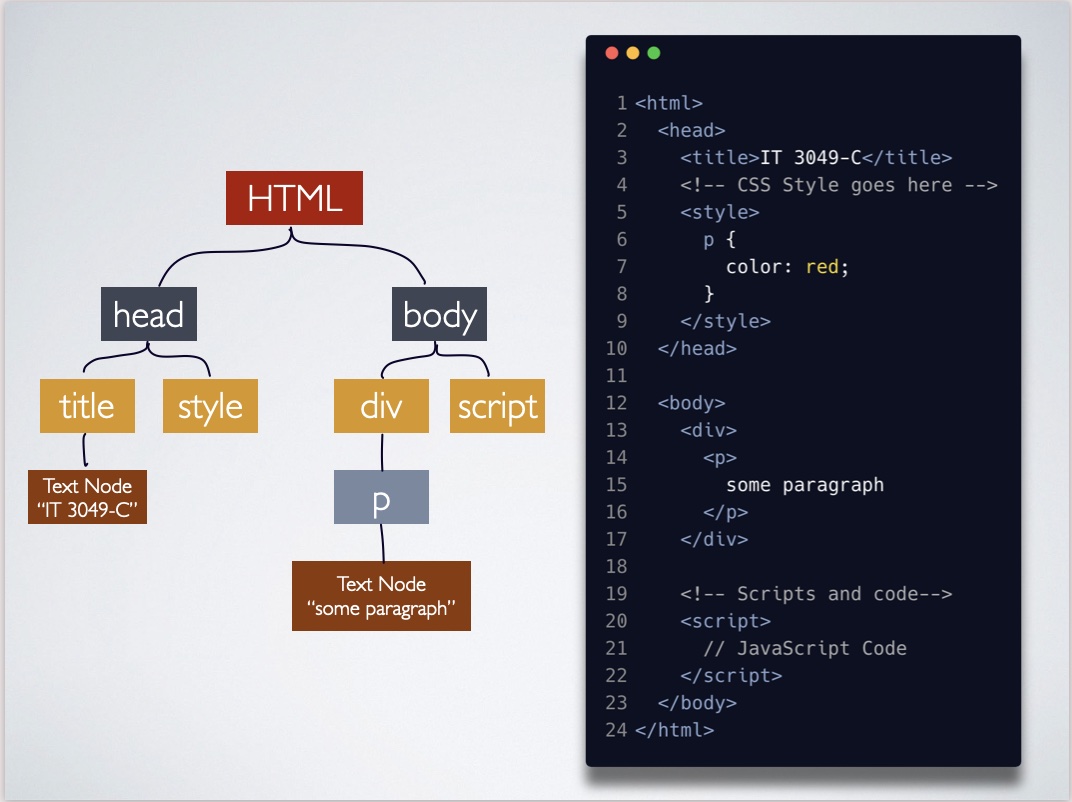 HTML
head
body
title
style
div
script
Text Node
“IT 3049-C”
p
Text Node
“some paragraph”
1 <html>
2   <head>
3     <title>IT 3049-C</title>
4     <!-- CSS Style goes here -->
5     <style>
6       p {
7         color: red;
8       }
9     </style>
10   </head>
11
12   <body>
13     <div>
14       <p>
15         some paragraph
16       </p>
17     </div>
18
19     <!-- Scripts and code-->
20     <script>
21       // JavaScript Code
22     </script>
23   </body>
24 </html>